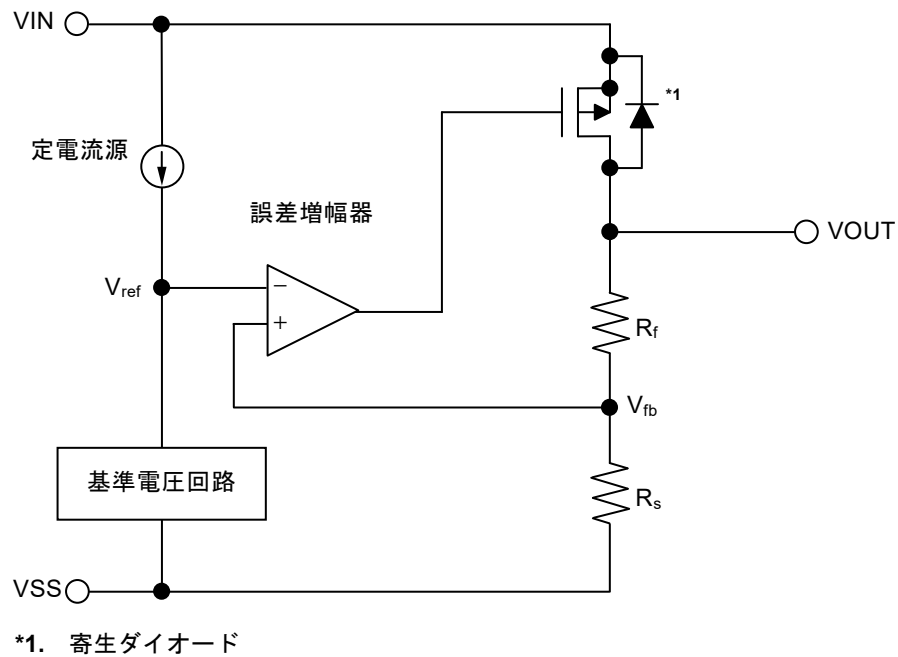 VIN
*1
定電流源
誤差増幅器
VOUT
Vref
−
+
Rf
Vfb
基準電圧回路
Rs
VSS
*1. 寄生ダイオード